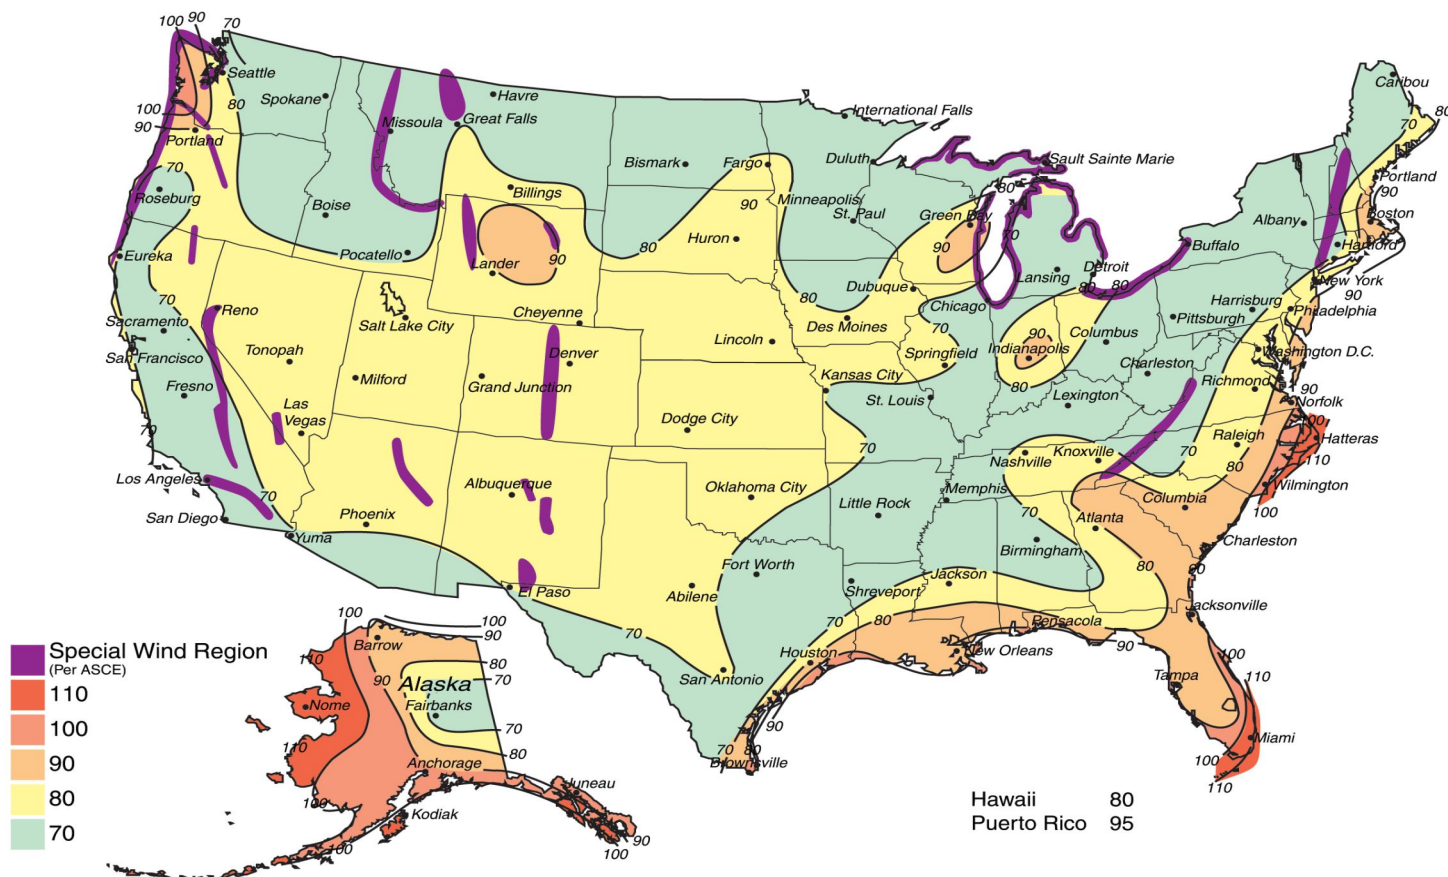 100
90
70
Seattle
Spokane
Havre
Great Falls
Missoula
80
100
90
Portland
70
Roseburg
Boise
Pocatello
Eureka
Billings
Lander
90
Bismark
Fargo
International Falls
Duluth
Minneapolis
St. Paul
80
90
Huron
80
Sault Sainte Marie
80
Green Bay
90
70
Lansing
Detroit
80
80
Buffalo
Albany
Caribou
80
70
Portland
90
Boston
Hartford
New York
90
Philadelphia
Harrisburg
Pittsburgh
Washington D.C.
Richmond
90
Norfolk
100
Hatteras
110
Wilmington
100
Raleigh
80
70
Charleston
Columbus
90
Indianapolis
80
Lexington
Chicago
Dubuque
80
Des Moines
70
Springfield
Kansas City
St. Louis
Lincoln
Cheyenne
Denver
Grand Junction
Salt Lake City
Milford
Tonopah
Reno
70
Sacramento
San Francisco
Fresno
Las
Vegas
70
Los Angeles
70
San Diego
Yuma
Phoenix
Albuquerque
El Paso
Dodge City
Oklahoma City
70
Little Rock
Memphis
Nashville
Knoxville
70
Birmingham
Atlanta
Columbia
Charleston
80
90
Jacksonville
Pensacola
90
Tampa
100
110
Miami
100
110
Jackson
Shreveport
Fort Worth
Abilene
70
San Antonio
Houston
70
80
New Orleans
90
70
80
Brownsville
100
100
90
Barrow
110
90
80
70
Alaska
Fairbanks
Nome
110
70
80
Anchorage
100
Kodiak
Juneau
90
100
100
Special Wind Region
(Per ASCE)
110
100
90
80
70
Hawaii 80
Puerto Rico 95